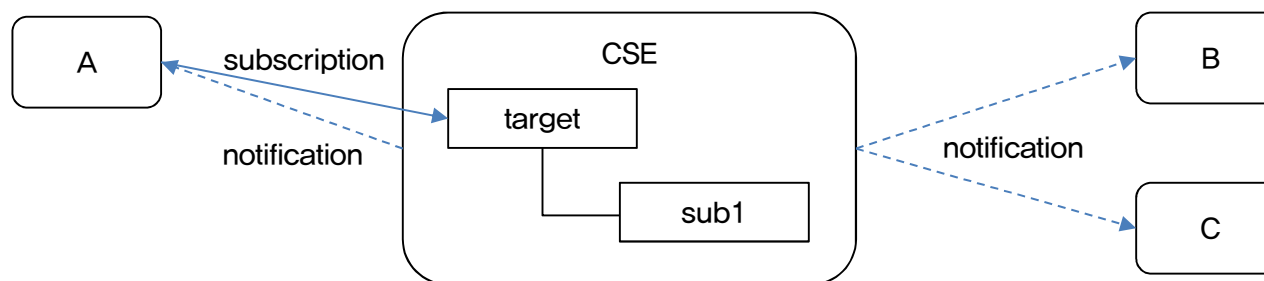 A
subscription
notification
CSE
target
sub1
B
notification
C